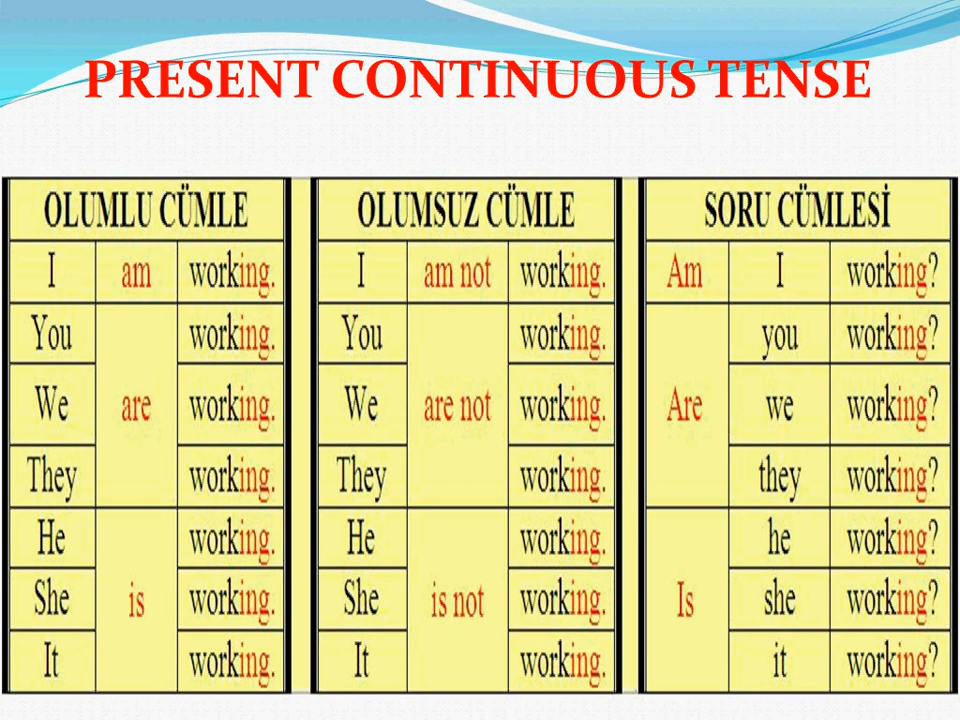 PRESENT CONTINUOUS TENSE
OLUMLU CÜMLE
I am working.
You working.
We are working.
They working.
He working.
She is working.
It working.
OLUMSUZ CÜMLE
I am not working.
You working.
We are not working.
They working.
He working.
She is not working.
It working.
SORU CÜMLESİ
Am I working?
you working?
Are we working?
they working?
he working?
Is she working?
it working?